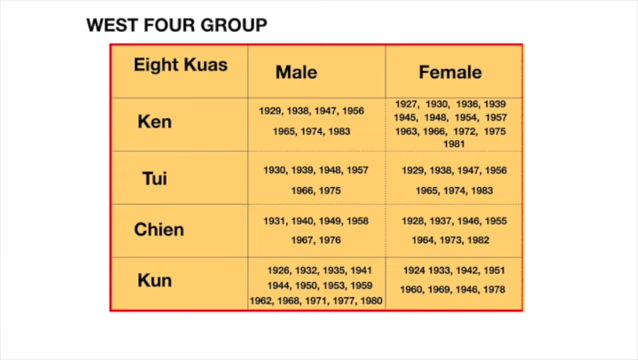 WEST FOUR GROUP
Eight Kuas Male Female
Ken
1929, 1938, 1947, 1956
1965, 1974, 1983
1927, 1930, 1936, 1939
1945, 1948, 1954, 1957
1963, 1966, 1972, 1975
1981
Tui
1930, 1939, 1948, 1957
1966, 1975
1929, 1938, 1947, 1956
1965, 1974, 1983
Chien
1931, 1940, 1949, 1958
1967, 1976
1928, 1937, 1946, 1955
1964, 1973, 1982
Kun
1926, 1932, 1935, 1941
1944, 1950, 1953, 1959
1962, 1968, 1971, 1977, 1980
1924 1933, 1942, 1951
1960, 1969, 1946, 1978